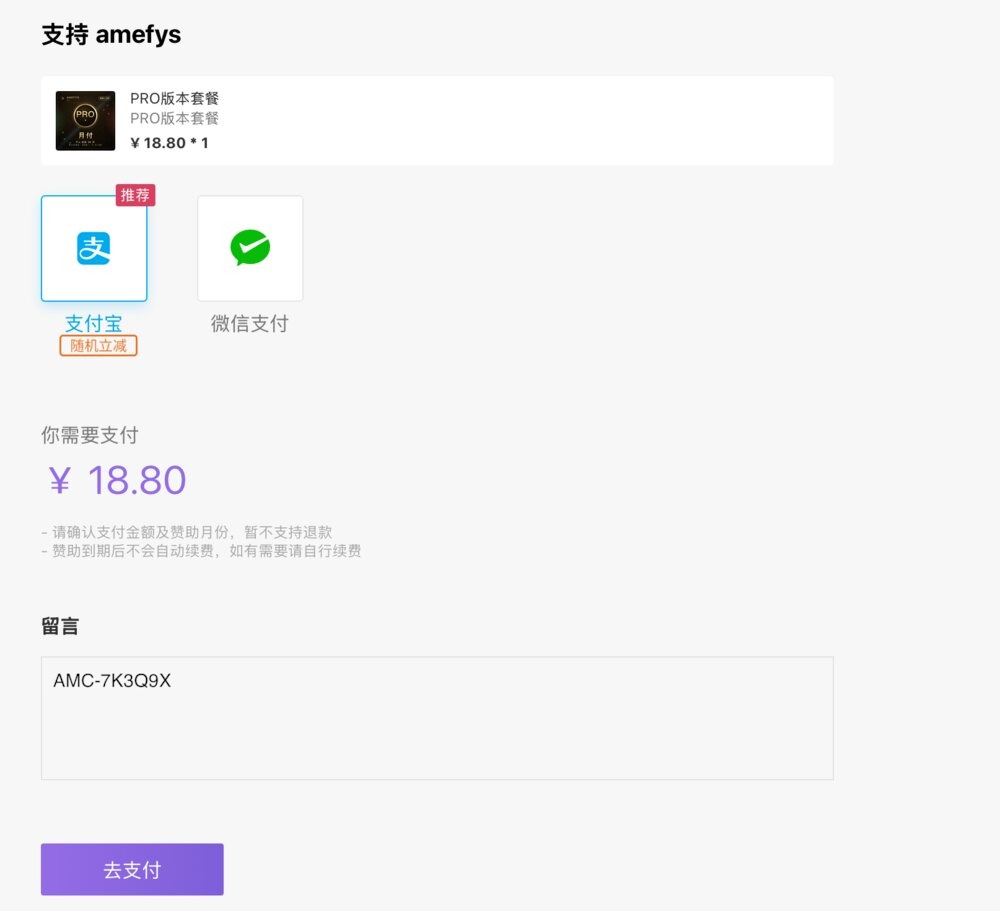 支持 amefys
PRO
月付
PRO版本套餐
PRO版本套餐
¥ 18.80 * 1
推荐
支付宝
随机立减
微信支付
你需要支付
¥ 18.80
- 请确认支付金额及赞助月份，暂不支持退款
- 赞助到期后不会自动续费，如有需要请自行续费
留言
AMC-7K3Q9X
去支付